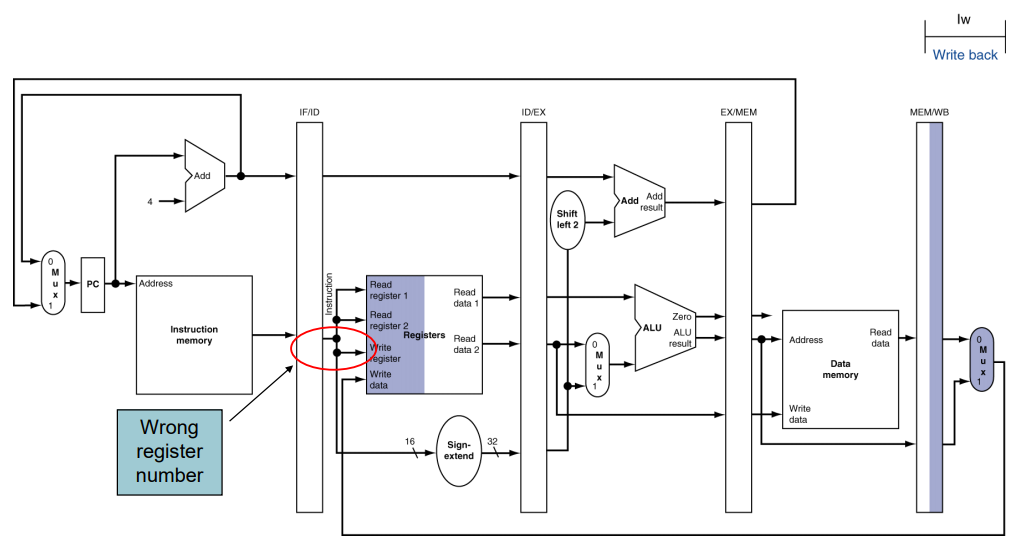 lw
Write back
IF/ID
ID/EX
EX/MEM
MEM/WB
Add
4
Shift
left 2
Add
Add
result
0
M
u
x
1
PC
Address
Instruction
memory
Instruction
Read
register 1
Read
register 2
Registers
Write
register
Write
data
Read
data 1
Read
data 2
0
M
u
x
1
Zero
ALU
ALU
result
Address
Read
data
Data
memory
Write
data
0
M
u
x
1
Wrong
register
number
16
Sign-
extend
32